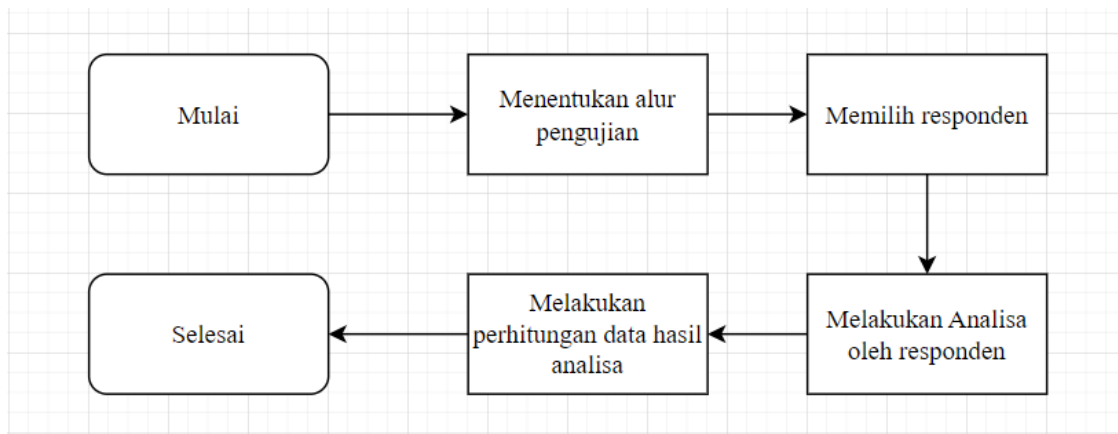 Mulai
Menentukan alur
pengujian
Memilih responden
Melakukan Analisa
oleh responden
Melakukan
perhitungan data hasil
analisa
Selesai